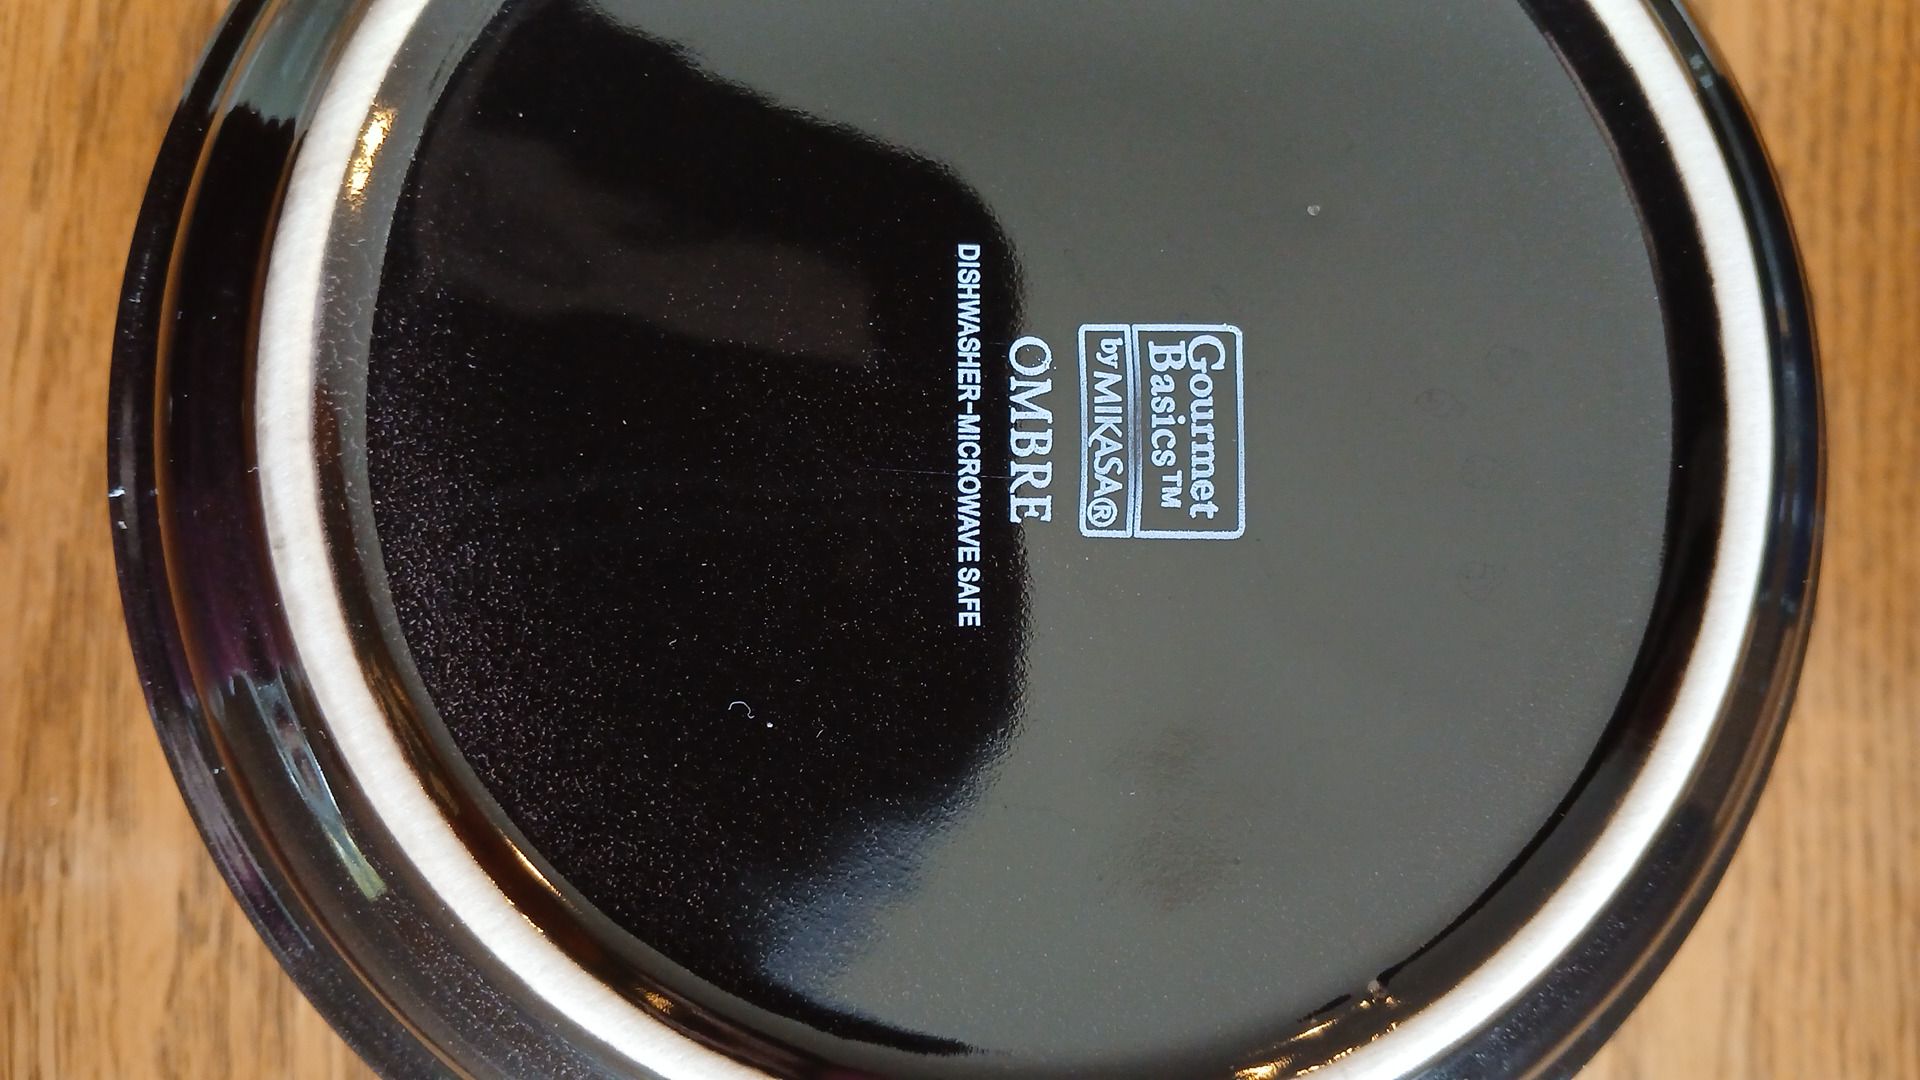 Gourmet
Basics™
by MIKASA®
OMBRE
DISHWASHER-MICROWAVE SAFE